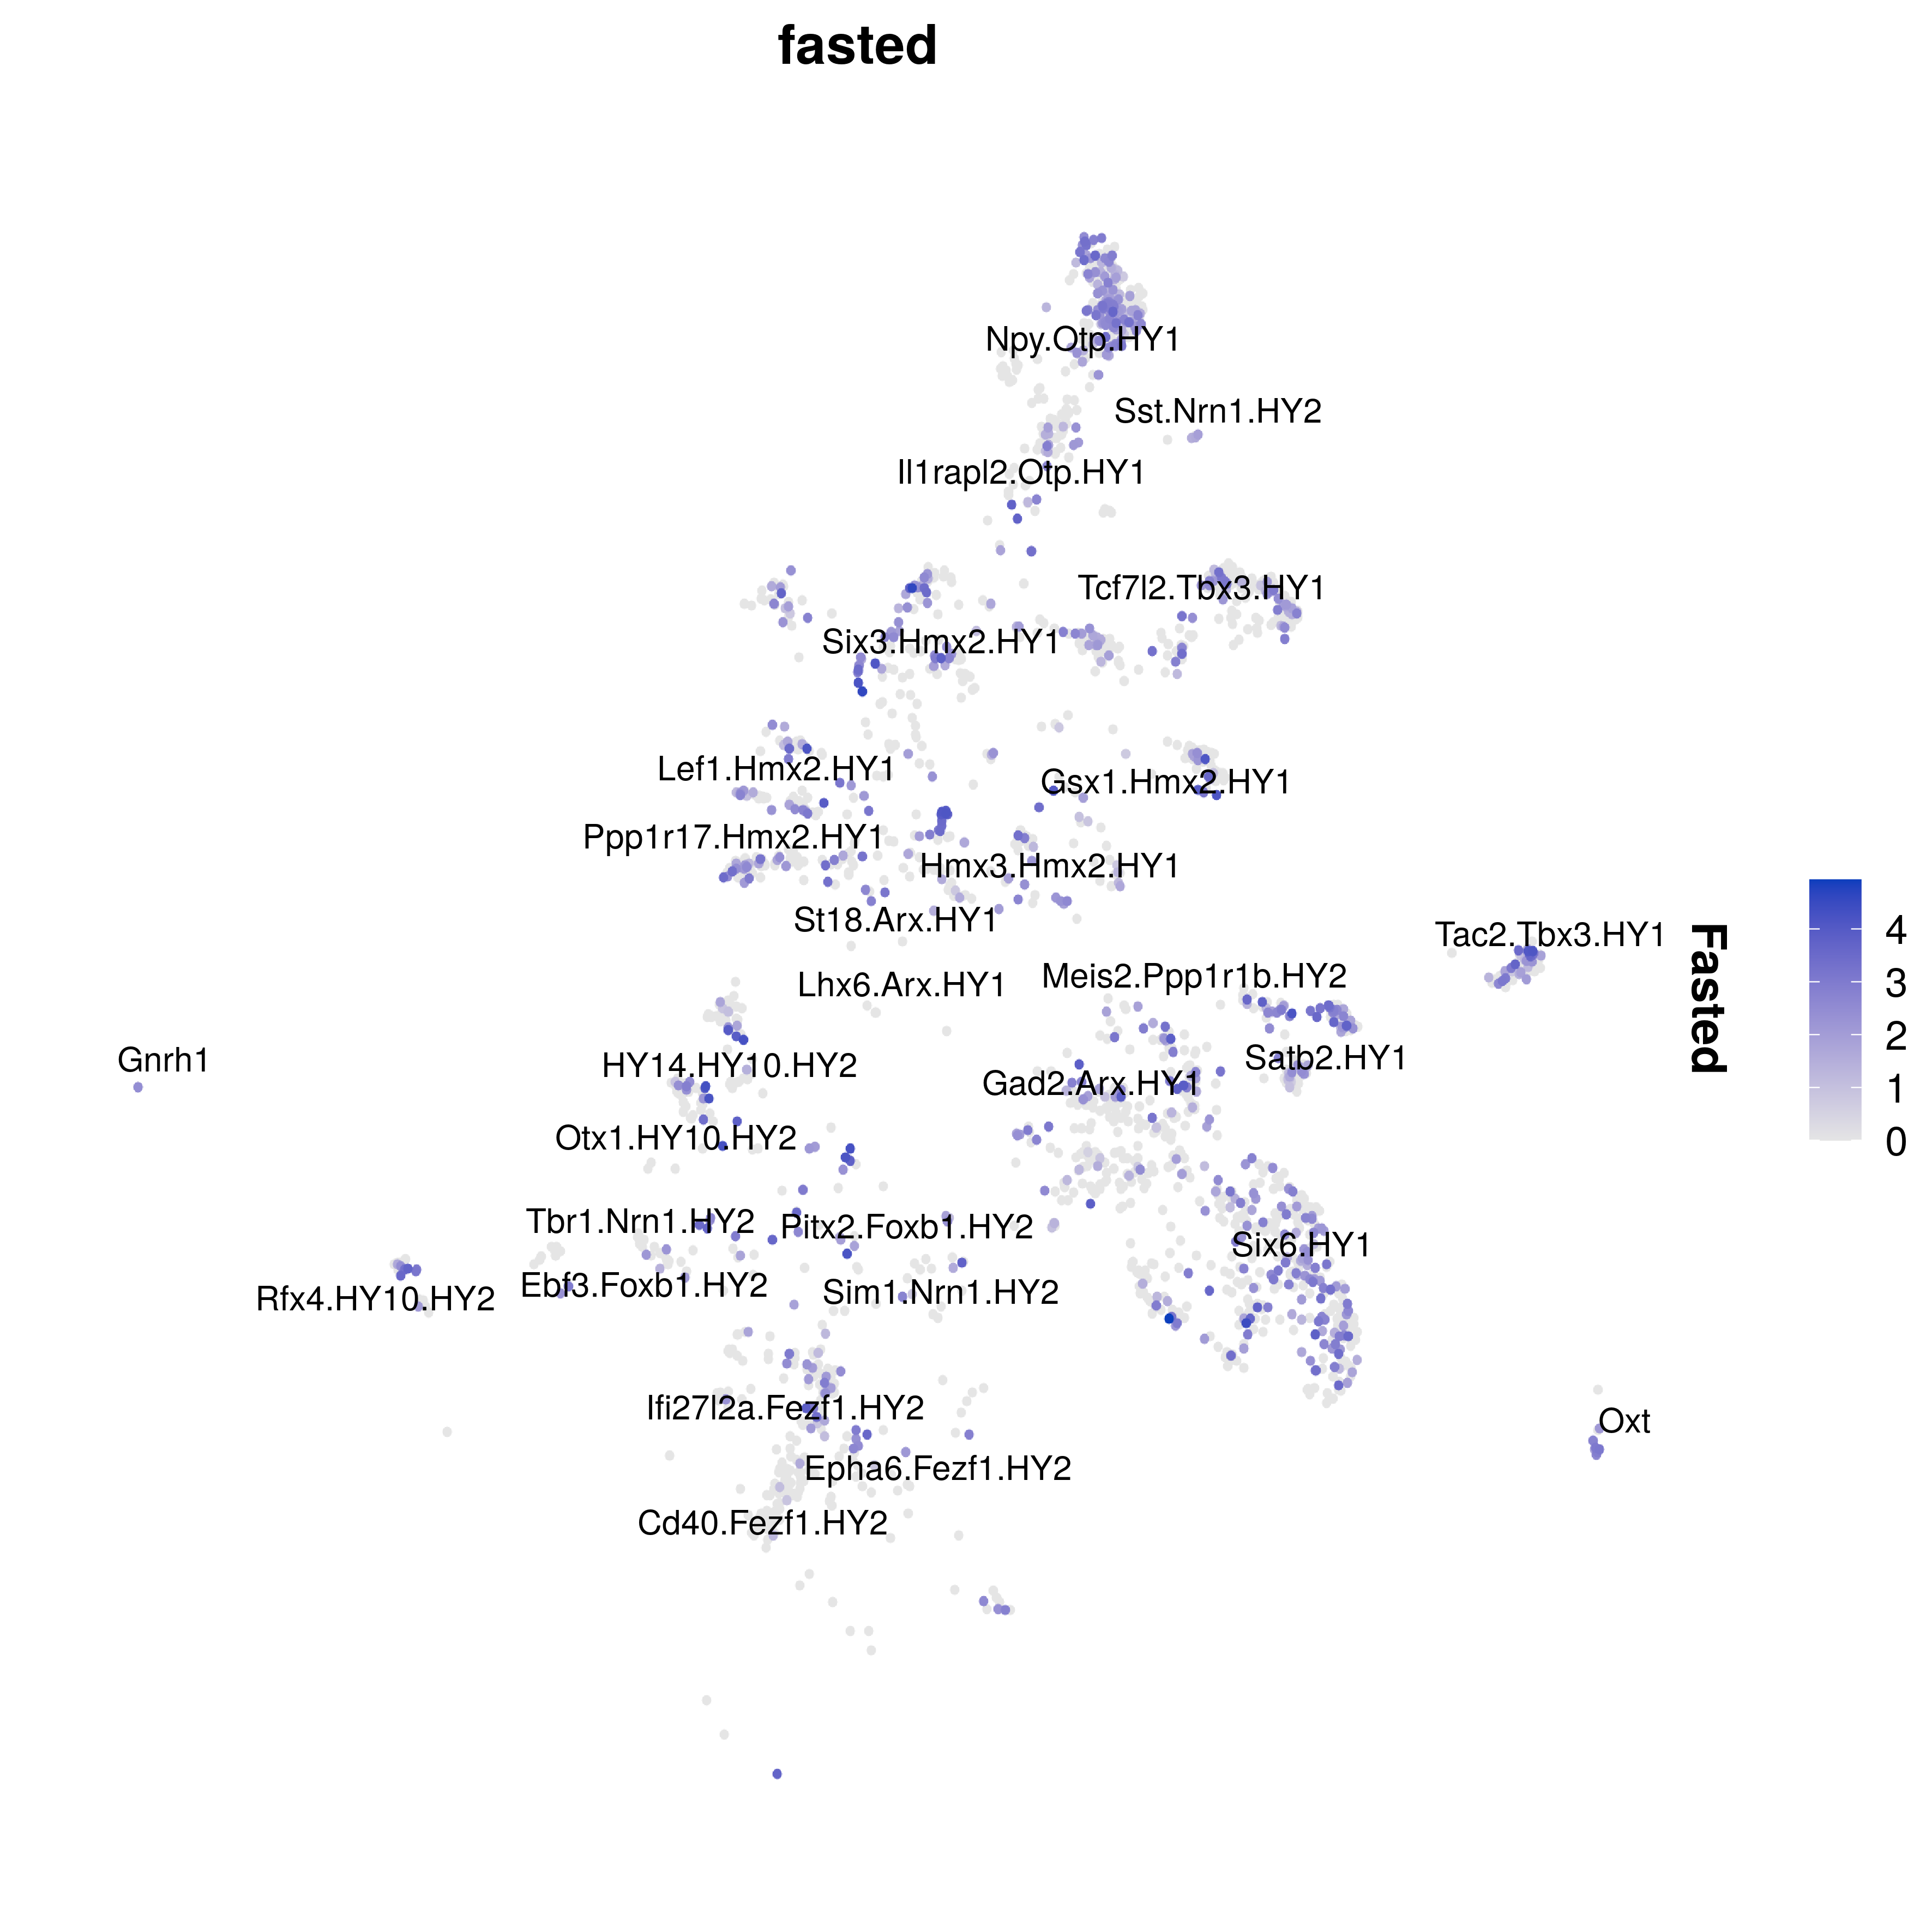 fasted
Npy.Otp.HY1
Sst.Nrn1.HY2
Il1rapl2.Otp.HY1
Tcf7l2.Tbx3.HY1
Six3.Hmx2.HY1
Lef1.Hmx2.HY1
Gsx1.Hmx2.HY1
Ppp1r17.Hmx2.HY1
Hmx3.Hmx2.HY1
St18.Arx.HY1
Tac2.Tbx3.HY1
Meis2.Ppp1r1b.HY2
Lhx6.Arx.HY1
Gnrh1
HY14.HY10.HY2
Satb2.HY1
Gad2.Arx.HY1
Otx1.HY10.HY2
Tbr1.Nrn1.HY2
Pitx2.Foxb1.HY2
Six6.HY1
Rfx4.HY10.HY2
Ebf3.Foxb1.HY2
Sim1.Nrn1.HY2
Ifi27l2a.Fezf1.HY2
Oxt
Epha6.Fezf1.HY2
Cd40.Fezf1.HY2
Fasted
4
3
2
1
0